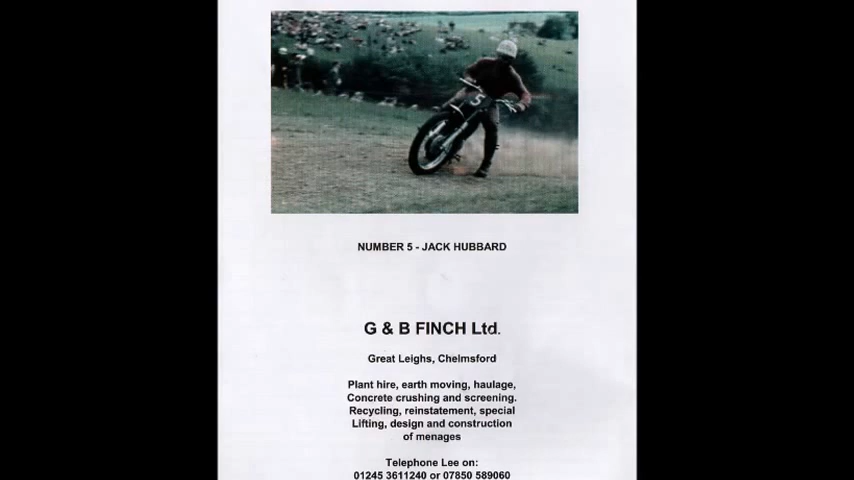 5
NUMBER 5 - JACK HUBBARD
G & B FINCH Ltd.
Great Leighs, Chelmsford
Plant hire, earth moving, haulage,
Concrete crushing and screening.
Recycling, reinstatement, special
Lifting, design and construction
of menages
Telephone Lee on:
01245 3611240 or 07850 589060